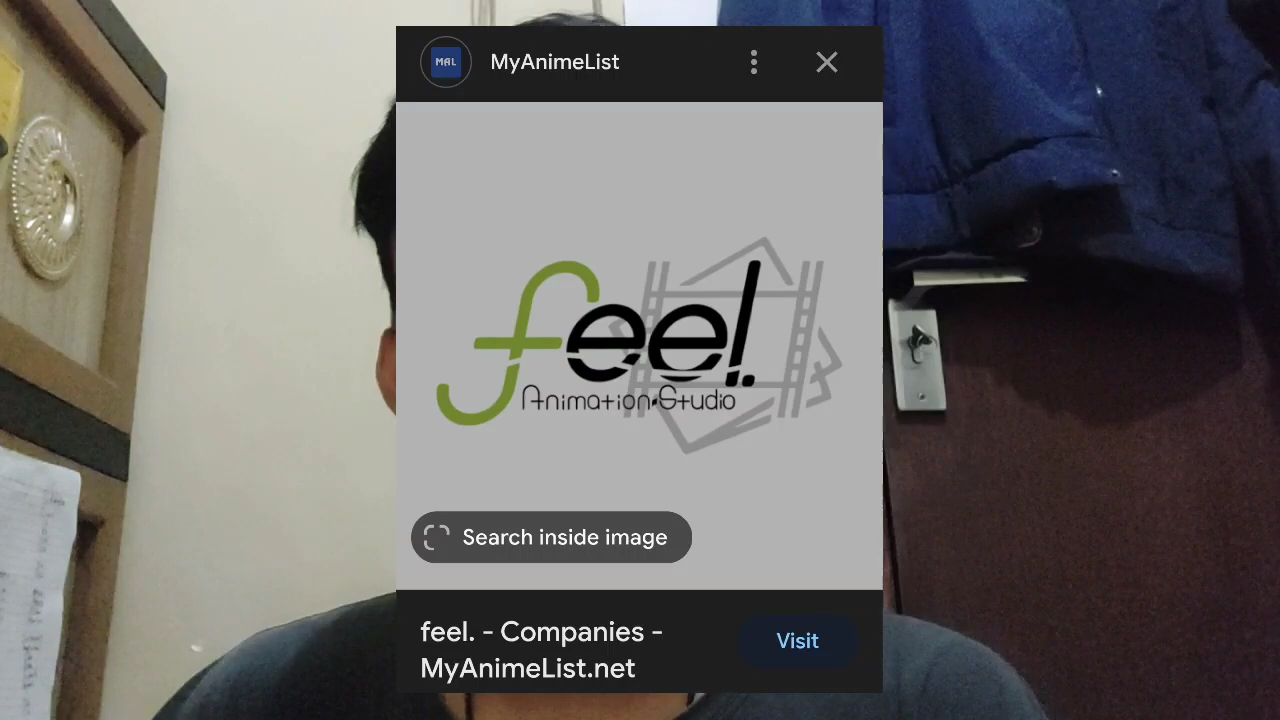 MAL MyAnimeList
feel.
Animation Studio
Search inside image
feel. - Companies -
MyAnimeList.net
Visit